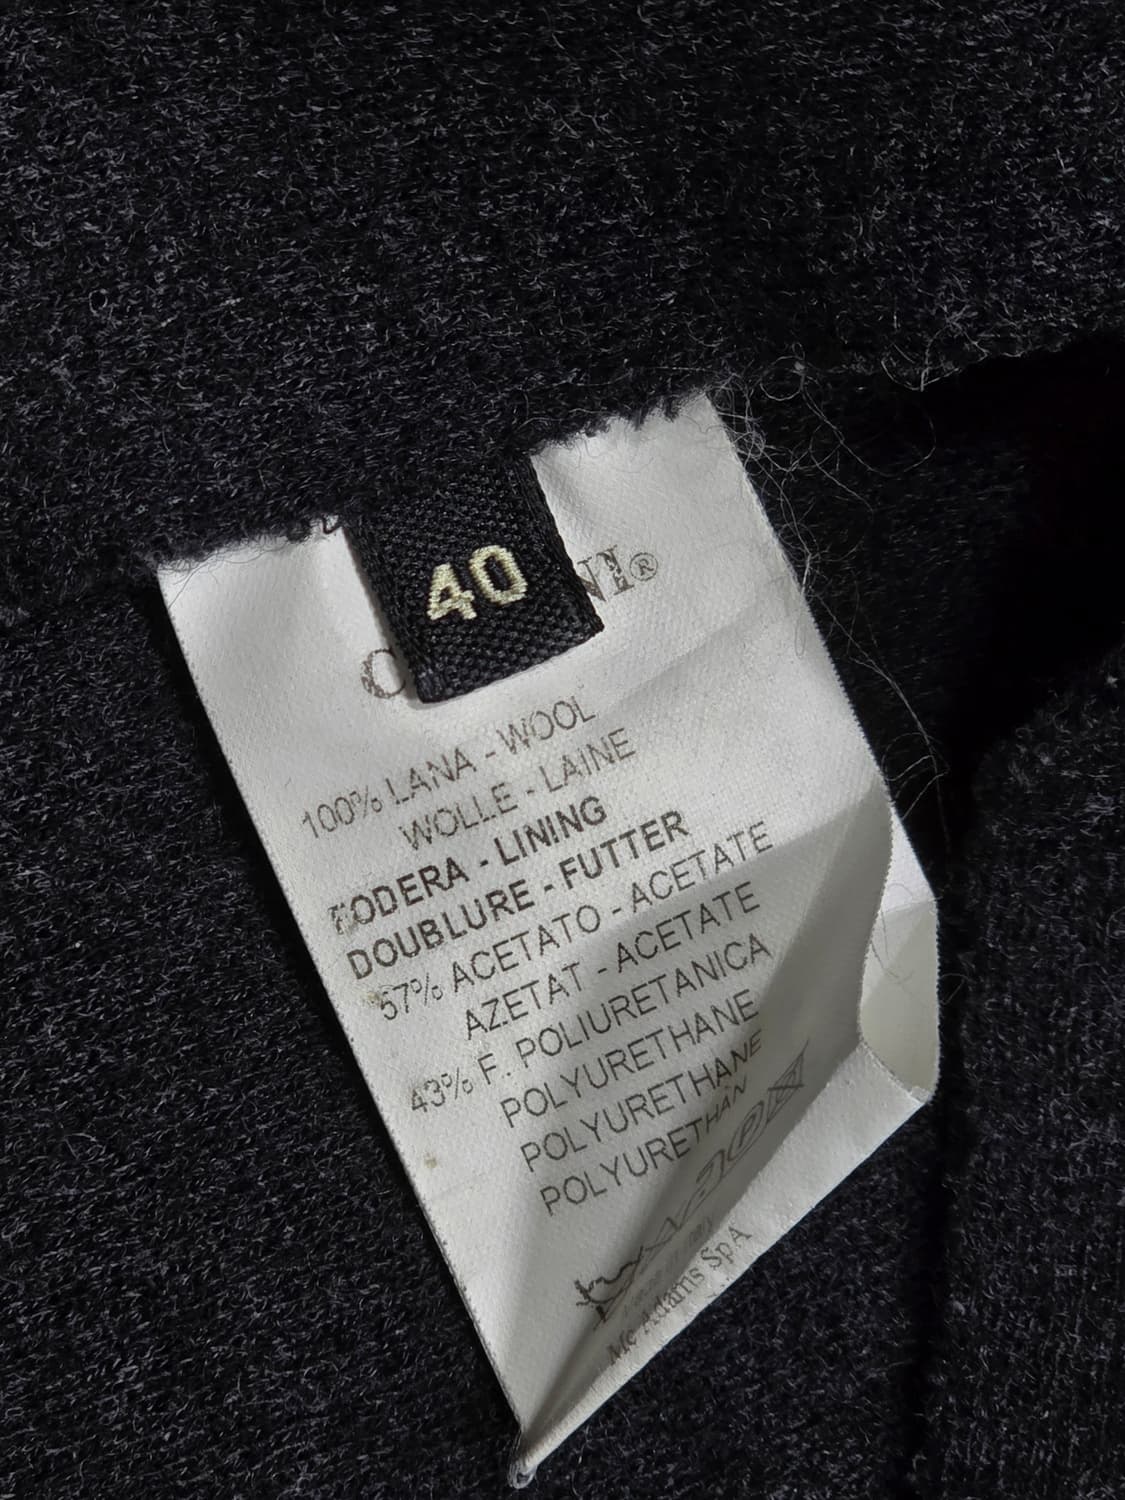 40
NI®
100% LANA - WOOL
WOLLE - LAINE
FODERA - LINING
DOUBLURE - FUTTER
57% ACETATO - ACETATE
AZETAT - ACETATE
43% F. POLIURETANICA
POLYURETHANE
POLYURETHANE
POLYURETHAN
Mc Adams SpA